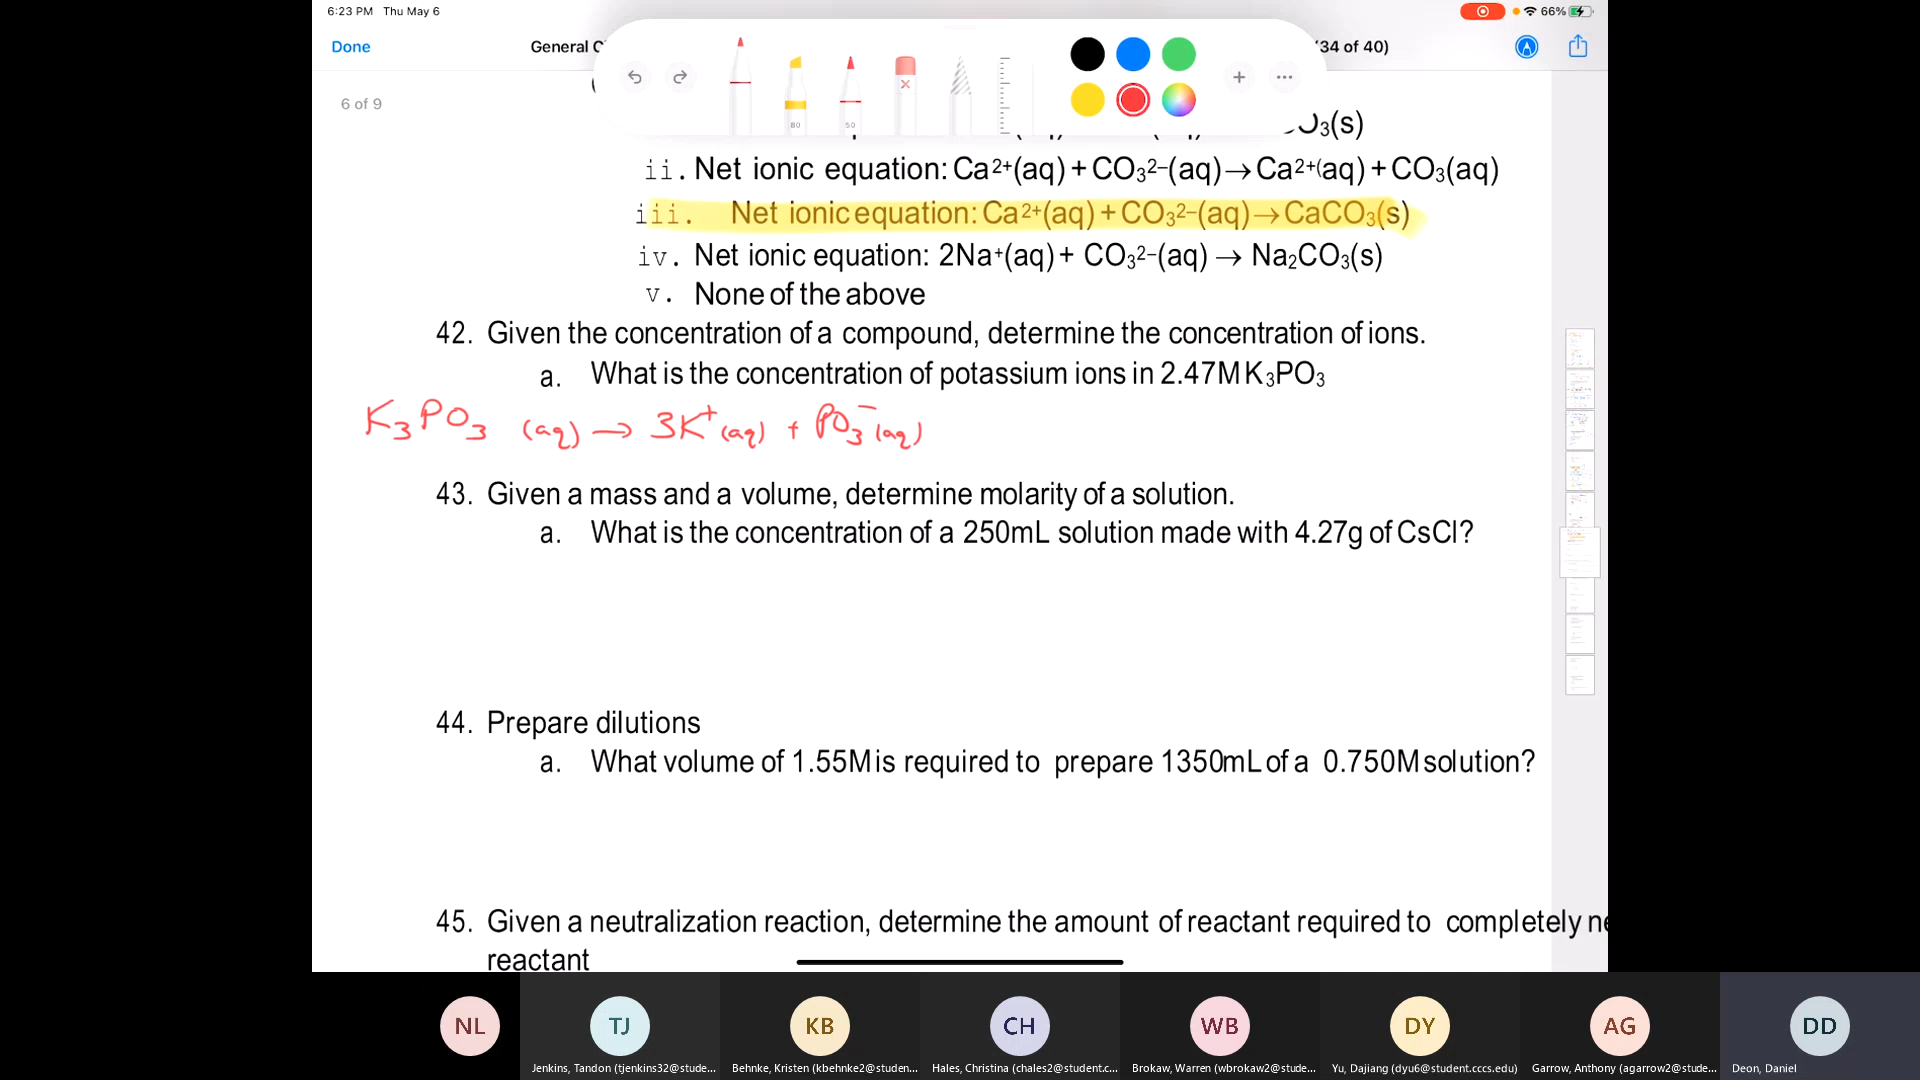 6:23 PM Thu May 6
66%
Done
General
(34 of 40)
80
50
6 of 9
O₃(s)
ii. Net ionic equation: Ca²⁺(aq) + CO₃²⁻(aq) → Ca²⁺⁽aq) + CO₃(aq)
iii. Net ionic equation: Ca²⁺(aq) + CO₃²⁻(aq) → CaCO₃(s)
iv. Net ionic equation: 2Na⁺(aq) + CO₃²⁻(aq) → Na₂CO₃(s)
v. None of the above
42. Given the concentration of a compound, determine the concentration of ions.
a. What is the concentration of potassium ions in 2.47M K₃PO₃
K₃PO₃ (aq) → 3K⁺(aq) + PO₃⁻(aq)
43. Given a mass and a volume, determine molarity of a solution.
a. What is the concentration of a 250mL solution made with 4.27g of CsCl?
44. Prepare dilutions
a. What volume of 1.55M is required to prepare 1350mL of a 0.750M solution?
45. Given a neutralization reaction, determine the amount of reactant required to completely
reactant
NL TJ KB CH WB DY AG DD
Jenkins, Tandon (tjenkins32@stude... Behnke, Kristen (kbehnke2@studen... Hales, Christina (chales2@student.c... Brokaw, Warren (wbrokaw2@stude... Yu, Dajiang (dyu6@student.cccs.edu) Garrow, Anthony (agarrow2@stude... Deon, Daniel